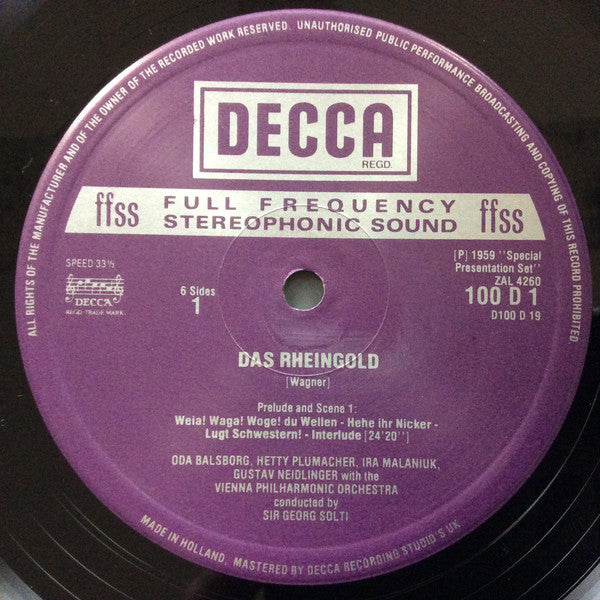 ALL RIGHTS OF THE MANUFACTURER AND OF THE OWNER OF THE RECORDED WORK RESERVED. UNAUTHORISED PUBLIC PERFORMANCE BROADCASTING AND COPYING OF THIS RECORD PROHIBITED
DECCA
REGD.
ffss FULL FREQUENCY STEREOPHONIC SOUND ffss
SPEED 33⅓
DECCA
REGD. TRADE MARK.
6 Sides
1
[P] 1959 "Special
Presentation Set"
ZAL 4260
100 D 1
D100 D 19
DAS RHEINGOLD
[Wagner]
Prelude and Scene 1:
Weia! Waga! Woge! du Wellen - Hehe ihr Nicker -
Lugt Schwestern! - Interlude [24'20"]
ODA BALSBORG, HETTY PLUMACHER, IRA MALANIUK,
GUSTAV NEIDLINGER with the
VIENNA PHILHARMONIC ORCHESTRA
conducted by
SIR GEORG SOLTI
MADE IN HOLLAND, MASTERED BY DECCA RECORDING STUDIO'S UK